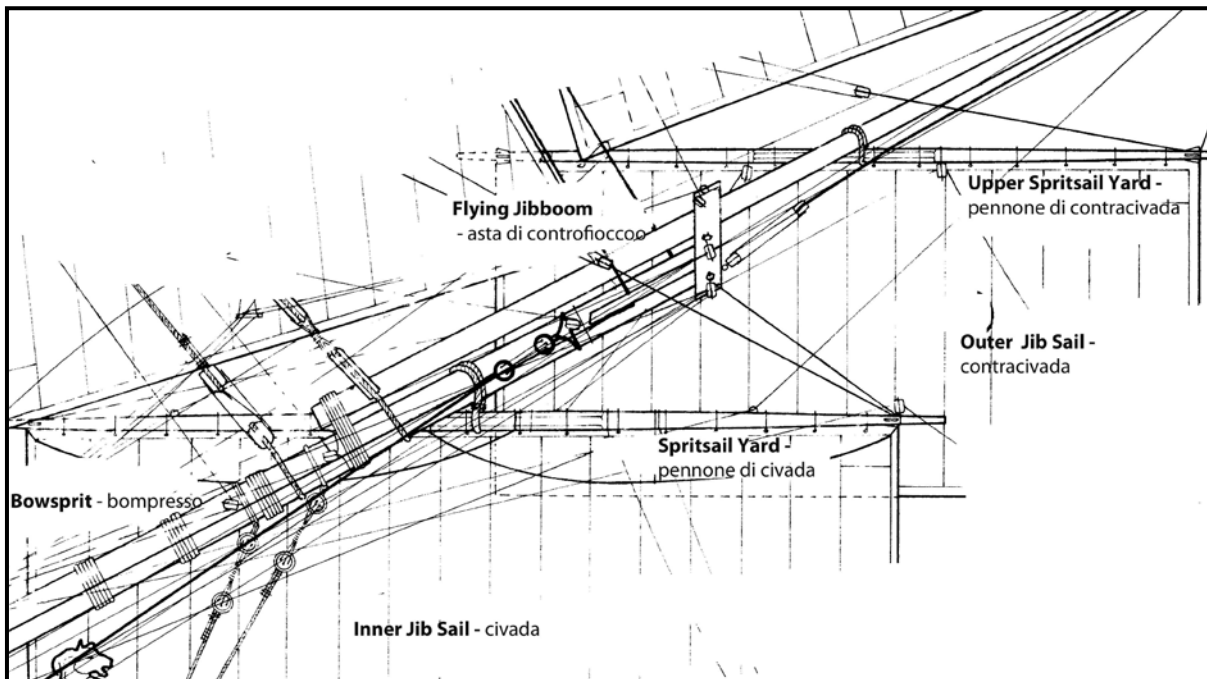 Flying Jibboom
- asta di controfioccoo
Upper Spritsail Yard -
pennone di contracivada
Outer Jib Sail -
contracivada
Spritsail Yard -
pennone di civada
Bowsprit - bompresso
Inner Jib Sail - civada